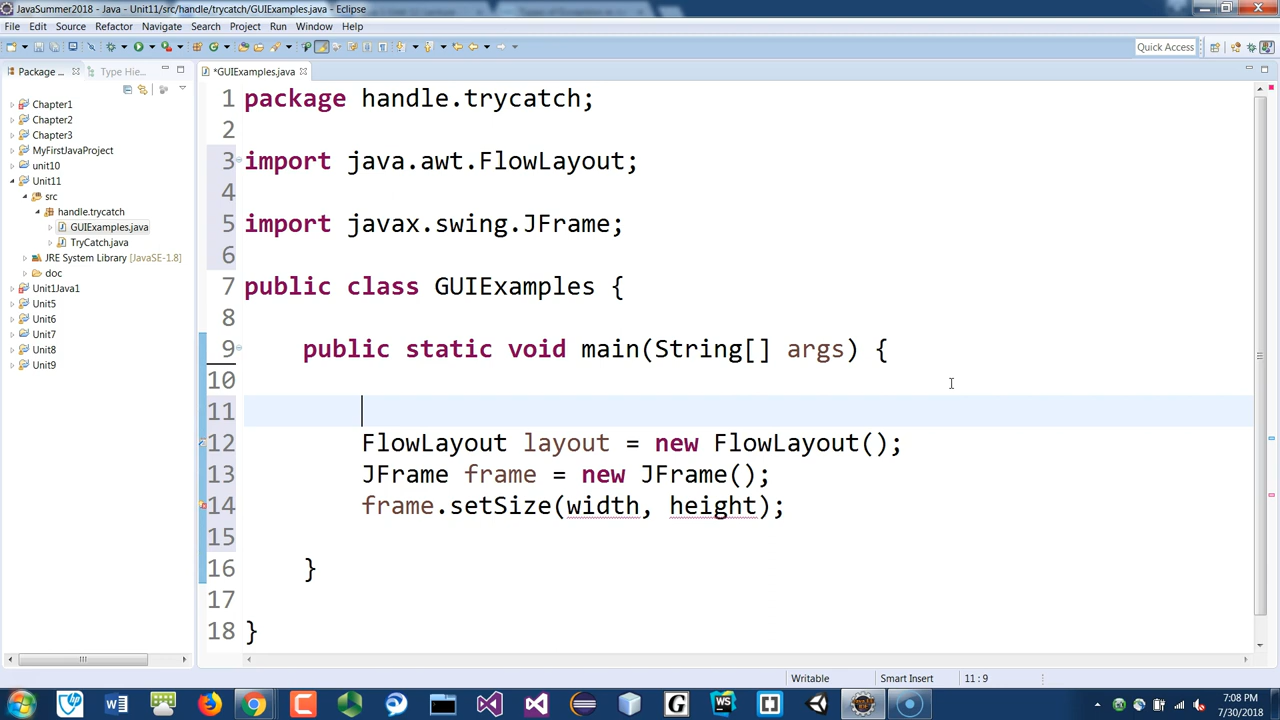 JavaSummer2018 - Java - Unit11/src/handle/trycatch/GUIExamples.java - Eclipse
File Edit Source Refactor Navigate Search Project Run Window Help
Quick Access
Package ... Type Hie...
*GUIExamples.java
Chapter1
Chapter2
Chapter3
MyFirstJavaProject
unit10
Unit11
src
handle.trycatch
GUIExamples.java
TryCatch.java
JRE System Library [JavaSE-1.8]
doc
Unit1Java1
Unit5
Unit6
Unit7
Unit8
Unit9
1 package handle.trycatch;
2
3 import java.awt.FlowLayout;
4
5 import javax.swing.JFrame;
6
7 public class GUIExamples {
8
9 public static void main(String[] args) {
10
11
12 FlowLayout layout = new FlowLayout();
13 JFrame frame = new JFrame();
14 frame.setSize(width, height);
15
16 }
17
18 }
Writable Smart Insert 11 : 9
7:08 PM
7/30/2018